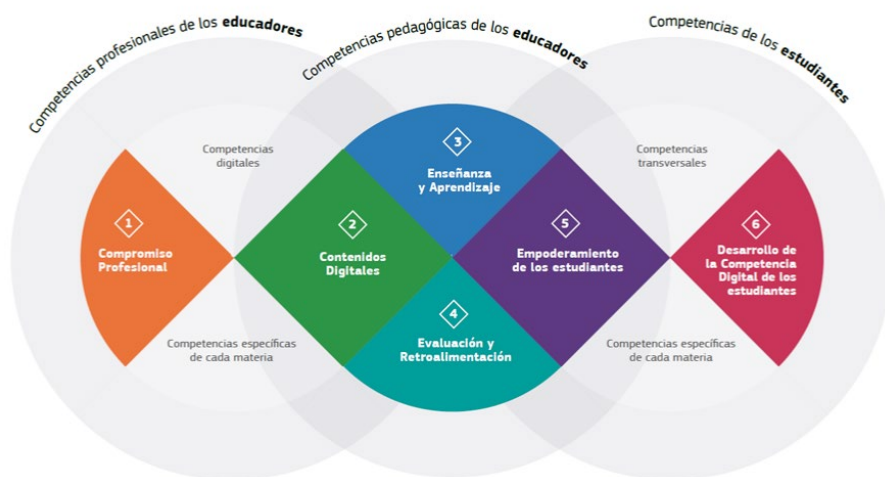 Competencias profesionales de los educadores
Competencias pedagógicas de los educadores
Competencias de los estudiantes
Competencias
digitales
3
Enseñanza
y Aprendizaje
Competencias
transversales
1
Compromiso
Profesional
2
Contenidos
Digitales
5
Empoderamiento
de los estudiantes
6
Desarrollo de
la Competencia
Digital de los
estudiantes
Competencias específicas
de cada materia
4
Evaluación y
Retroalimentación
Competencias específicas
de cada materia